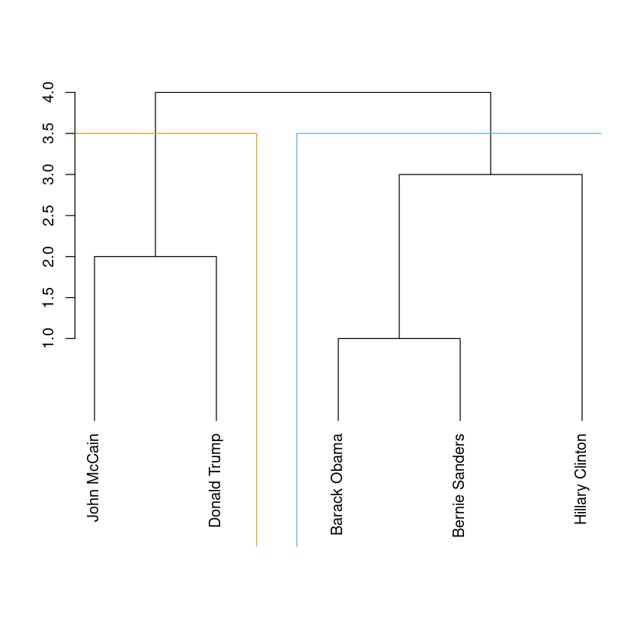 4.0
3.5
3.0
2.5
2.0
1.5
1.0
John McCain
Donald Trump
Barack Obama
Bernie Sanders
Hillary Clinton